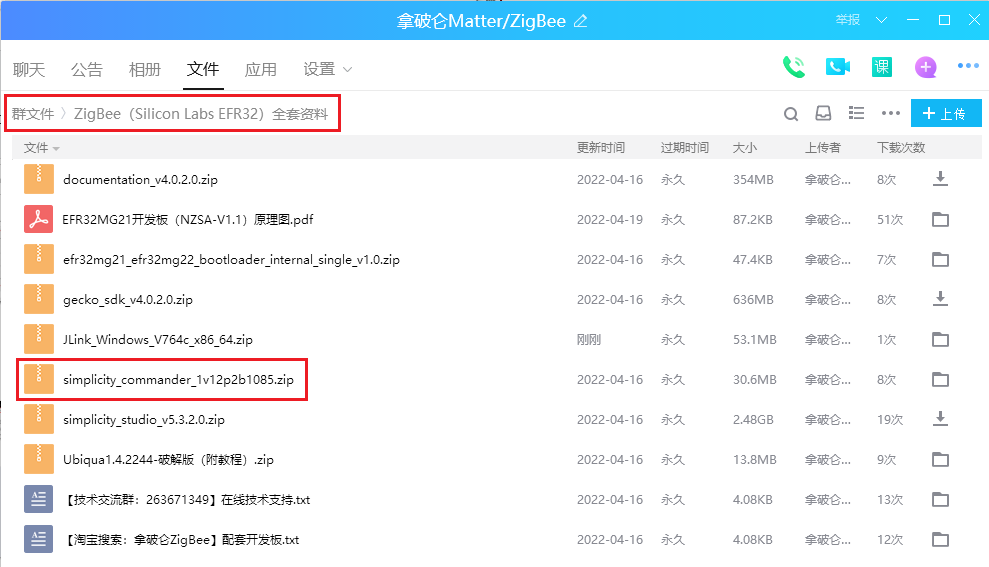 拿破仑Matter/ZigBee 举报
聊天 公告 相册 文件 应用 设置
课
群文件 〉ZigBee（Silicon Labs EFR32）全套资料 + 上传
文件 更新时间 过期时间 大小 上传者 下载次数
documentation_v4.0.2.0.zip 2022-04-16 永久 354MB 拿破仑... 8次
EFR32MG21开发板（NZSA-V1.1）原理图.pdf 2022-04-19 永久 87.2KB 拿破仑... 51次
efr32mg21_efr32mg22_bootloader_internal_single_v1.0.zip 2022-04-16 永久 47.4KB 拿破仑... 7次
gecko_sdk_v4.0.2.0.zip 2022-04-16 永久 636MB 拿破仑... 8次
JLink_Windows_V764c_x86_64.zip 刚刚 永久 53.1MB 拿破仑... 1次
simplicity_commander_1v12p2b1085.zip 2022-04-16 永久 30.6MB 拿破仑... 8次
simplicity_studio_v5.3.2.0.zip 2022-04-16 永久 2.48GB 拿破仑... 19次
Ubiqua1.4.2244-破解版（附教程）.zip 2022-04-16 永久 13.8MB 拿破仑... 9次
【技术交流群：263671349】在线技术支持.txt 2022-04-16 永久 4.08KB 拿破仑... 13次
【淘宝搜索：拿破仑ZigBee】配套开发板.txt 2022-04-16 永久 4.08KB 拿破仑... 12次